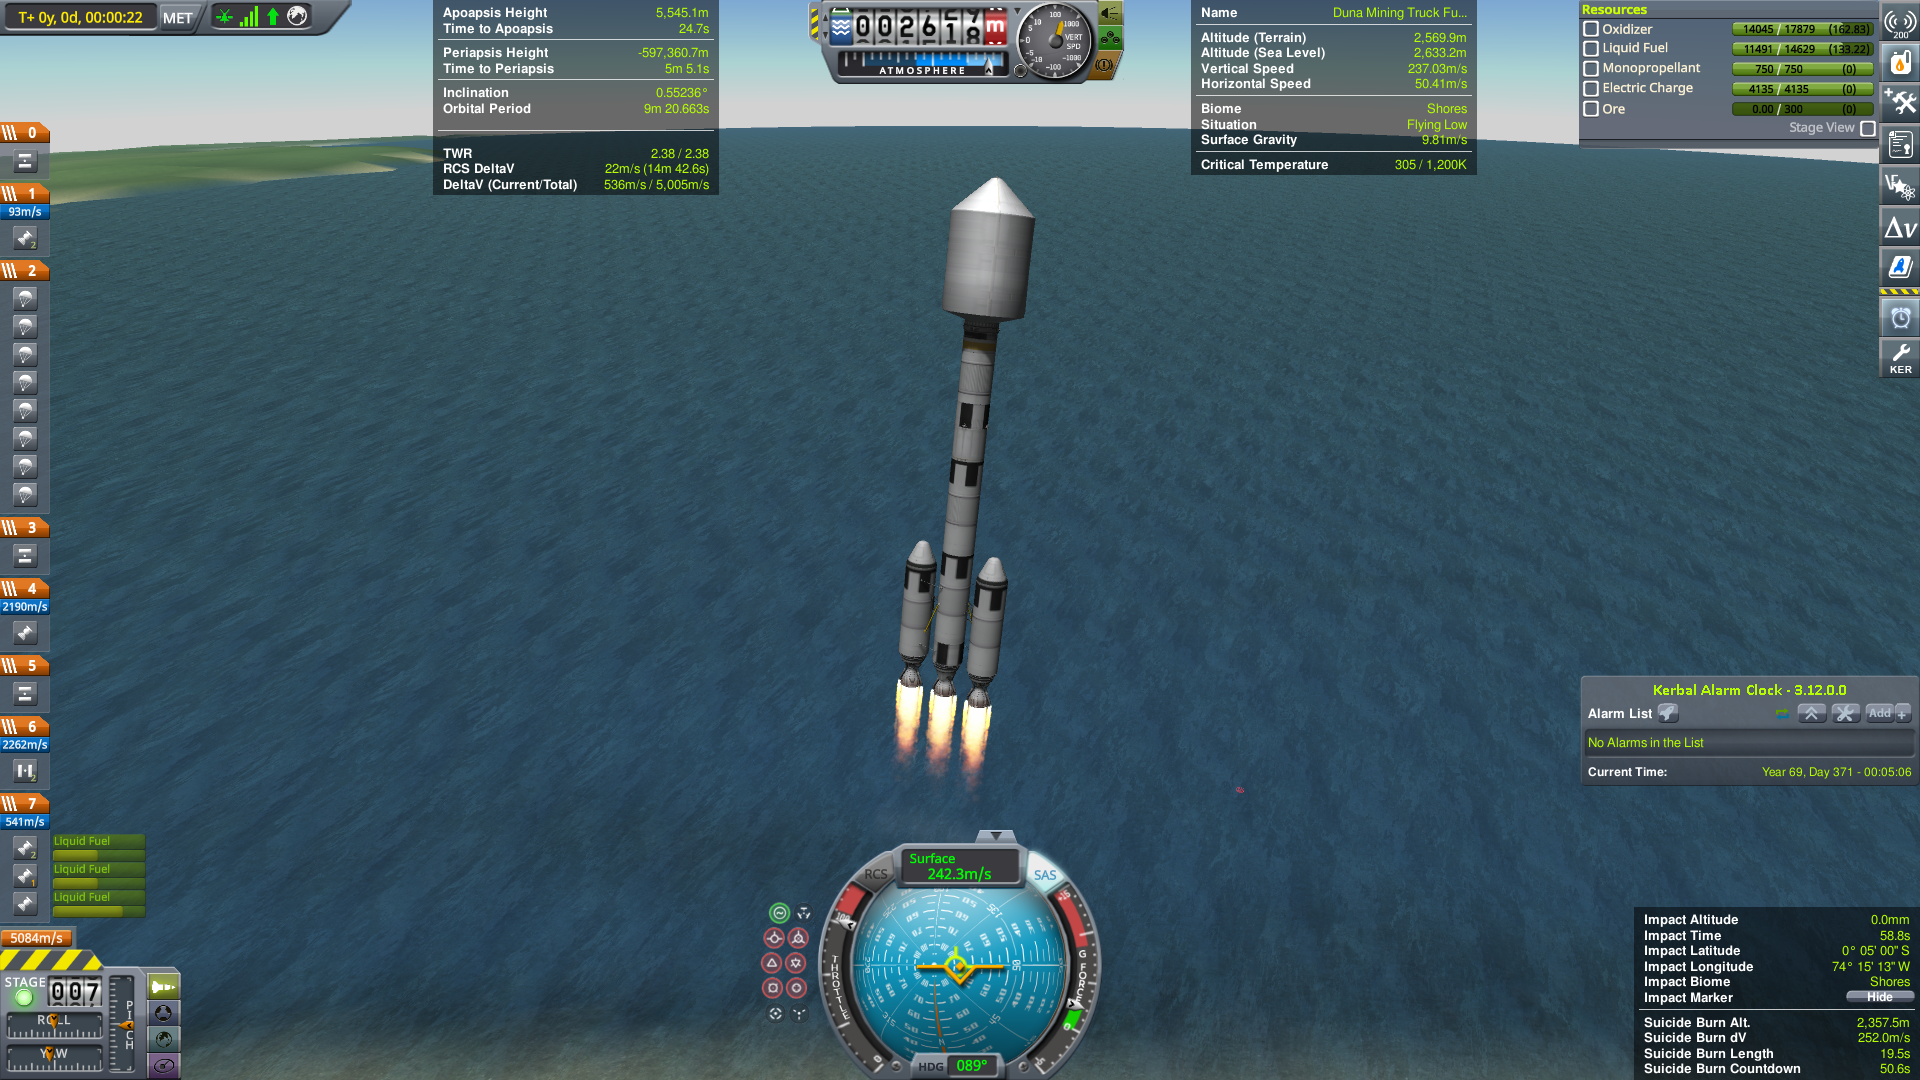 T+ 0y, 0d, 00:00:22 MET
Apoapsis Height 5,545.1m
Time to Apoapsis 24.7s
Periapsis Height -597,360.7m
Time to Periapsis 5m 5.1s
Inclination 0.55236°
Orbital Period 9m 20.663s
TWR 2.38 / 2.38
RCS DeltaV 22m/s (14m 42.6s)
DeltaV (Current/Total) 536m/s / 5,005m/s
m
ATMOSPHERE
VERT
SPD
Name Duna Mining Truck Fu...
Altitude (Terrain) 2,569.9m
Altitude (Sea Level) 2,633.2m
Vertical Speed 237.03m/s
Horizontal Speed 50.41m/s
Biome Shores
Situation Flying Low
Surface Gravity 9.81m/s
Critical Temperature 305 / 1,200K
Resources
Oxidizer 14045 / 17879 (162.83)
Liquid Fuel 11491 / 14629 (133.22)
Monopropellant 750 / 750 (0)
Electric Charge 4135 / 4135 (0)
Ore 0.00 / 300 (0)
Stage View
200
Δv
KER
0
1
93m/s
2
2
3
4
2190m/s
5
6
2262m/s
2
7
541m/s
2
1
Liquid Fuel
Liquid Fuel
Liquid Fuel
5084m/s
STAGE
007
ROLL
YAW
PITCH
Kerbal Alarm Clock - 3.12.0.0
Alarm List Add +
No Alarms in the List
Current Time: Year 69, Day 371 - 00:05:06
RCS
Surface
242.3m/s
SAS
THROTTLE
G FORCE
HDG 089°
Impact Altitude 0.0mm
Impact Time 58.8s
Impact Latitude 0° 05' 00" S
Impact Longitude 74° 15' 13" W
Impact Biome Shores
Impact Marker Hide
Suicide Burn Alt. 2,357.5m
Suicide Burn dV 252.0m/s
Suicide Burn Length 19.5s
Suicide Burn Countdown 50.6s